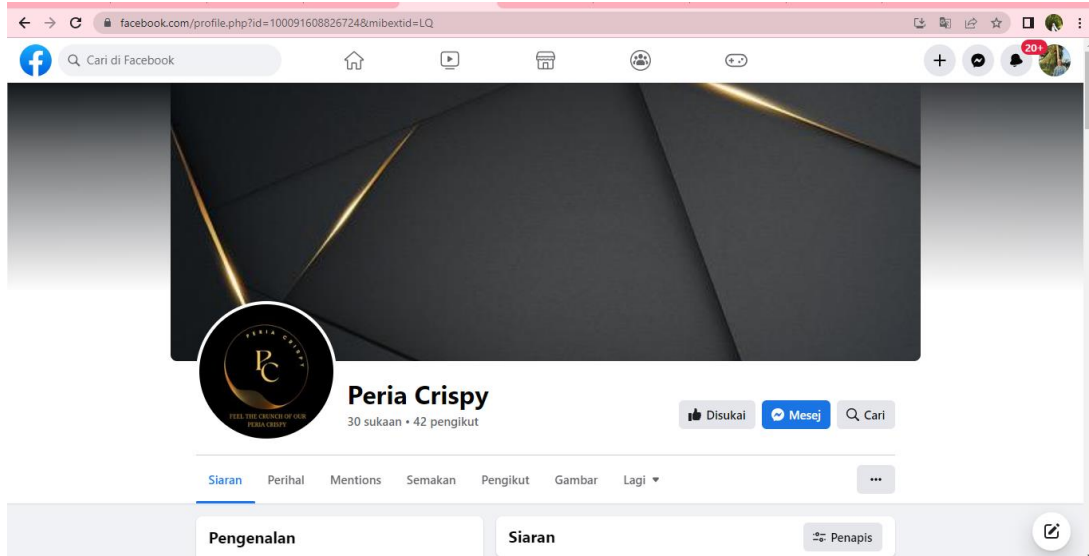 facebook.com/profile.php?id=100091608826724&mibextid=LQ
Cari di Facebook
20+
PERIA CRISPY
PC
FEEL THE CRUNCH OF OUR
PERIA CRISPY
Peria Crispy
30 sukaan • 42 pengikut
Disukai
Mesej
Cari
Siaran Perihal Mentions Semakan Pengikut Gambar Lagi
Pengenalan
Siaran
Penapis